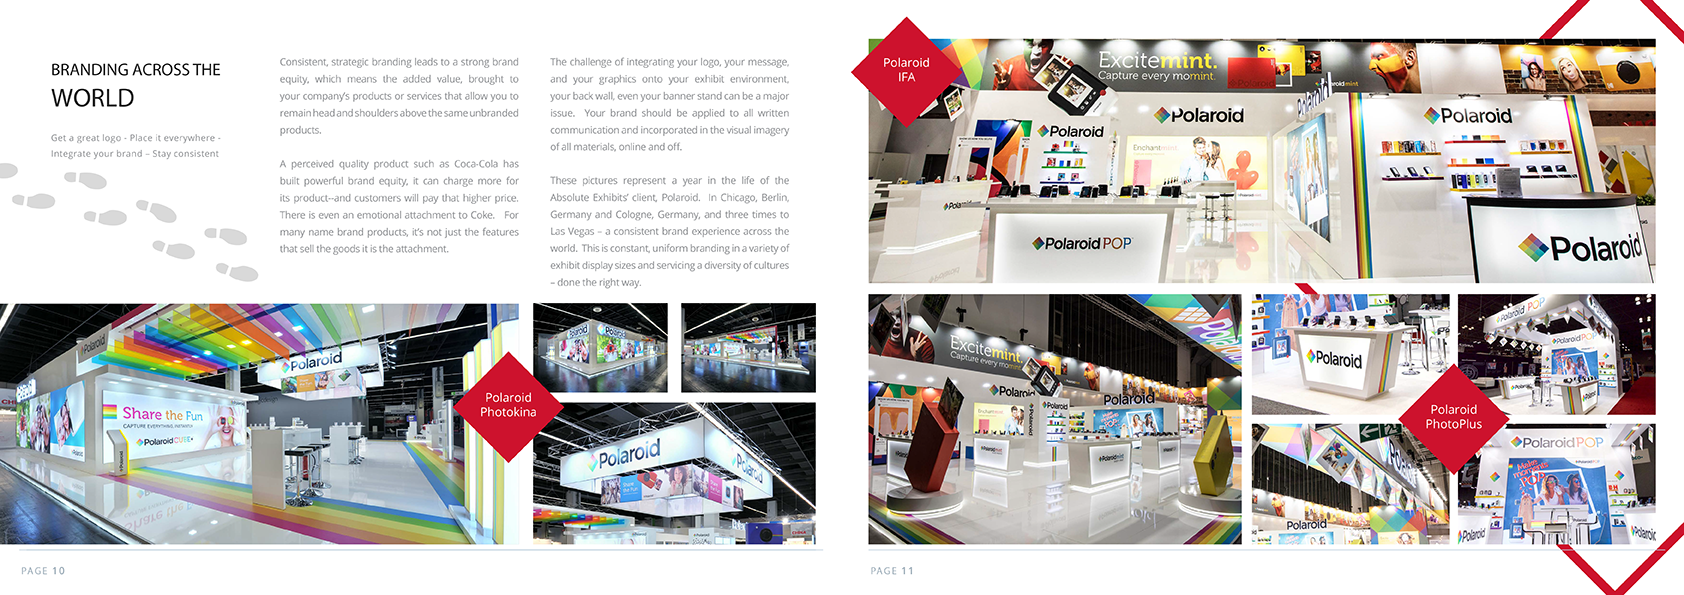 BRANDING ACROSS THE
WORLD
Get a great logo - Place it everywhere -
Integrate your brand – Stay consistent
Consistent, strategic branding leads to a strong brand
equity, which means the added value, brought to
your company's products or services that allow you to
remain head and shoulders above the same unbranded
products.
A perceived quality product such as Coca-Cola has
built powerful brand equity, it can charge more for
its product--and customers will pay that higher price.
There is even an emotional attachment to Coke. For
many name brand products, it's not just the features
that sell the goods it is the attachment.
The challenge of integrating your logo, your message,
and your graphics onto your exhibit environment,
your back wall, even your banner stand can be a major
issue. Your brand should be applied to all written
communication and incorporated in the visual imagery
of all materials, online and off.
These pictures represent a year in the life of the
Absolute Exhibits' client, Polaroid. In Chicago, Berlin,
Germany and Cologne, Germany, and three times to
Las Vegas – a consistent brand experience across the
world. This is constant, uniform branding in a variety of
exhibit display sizes and servicing a diversity of cultures
– done the right way.
Polaroid
Polaroid
Share the Fun
CAPTURE EVERYTHING,
Polaroid CUBE+
Polaroid
Photokina
Polaroid
Polaroid
Polaroid
PAGE 10
Polaroid
IFA
Excitemint.
Capture every momint.
Polaroid
Polaroid
Polaroid
Polaroid
Enchantmint
Polaroid POP
Polaroid
Excitemint.
Capture every momint.
Polaroid
Polaroid
Polaroid
Polaroid
Polaroid POP
Polaroid
PhotoPlus
Polaroid
Polaroid POP
Make
moments
POP
Polaroid
Polaroid
PAGE 11